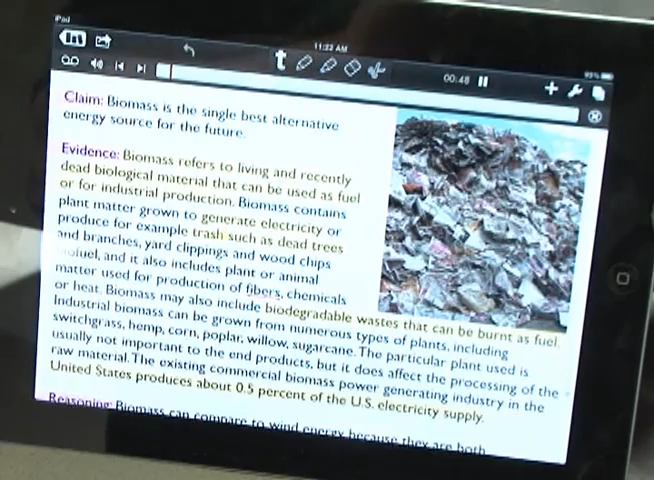 iPad
11:33 AM
95%
00:48
t
Claim: Biomass is the single best alternative
energy source for the future.
Evidence: Biomass refers to living and recently
dead biological material that can be used as fuel
or for industrial production. Biomass contains
plant matter grown to generate electricity or
produce for example trash such as dead trees
and branches, yard clippings and wood chips
and it also includes plant or animal
matter used for production of fibers, chemicals
or heat. Biomass may also include biodegradable wastes that can be burnt as fuel.
Industrial biomass can be grown from numerous types of plants, including
switchgrass, hemp, corn, poplar, willow, sugarcane. The particular plant used is
usually not important to the end products, but it does affect the processing of the
raw material. The existing commercial biomass power generating industry in the
United States produces about 0.5 percent of the U.S. electricity supply.
Reasoning: Biomass can compare to wind energy because they are both